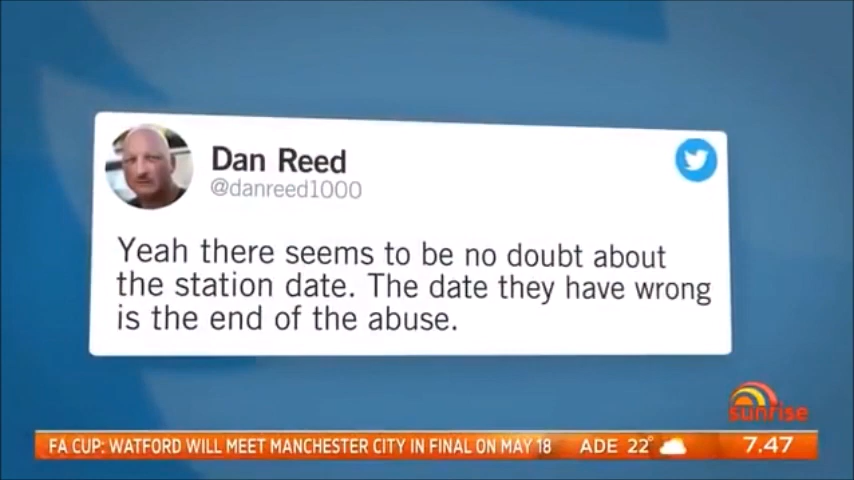 Dan Reed
@danreed1000
Yeah there seems to be no doubt about
the station date. The date they have wrong
is the end of the abuse.
sunrise
FA CUP: WATFORD WILL MEET MANCHESTER CITY IN FINAL ON MAY 18 ADE 22° 7.47